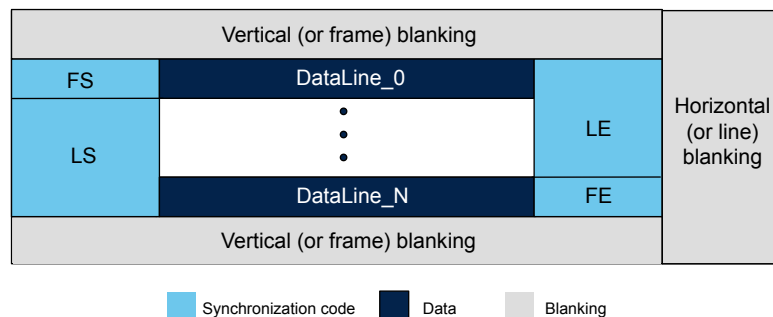 Vertical (or frame) blanking
FS
DataLine_0
LE
Horizontal
(or line)
blanking
LS
DataLine_N
FE
Vertical (or frame) blanking
Synchronization code
Data
Blanking